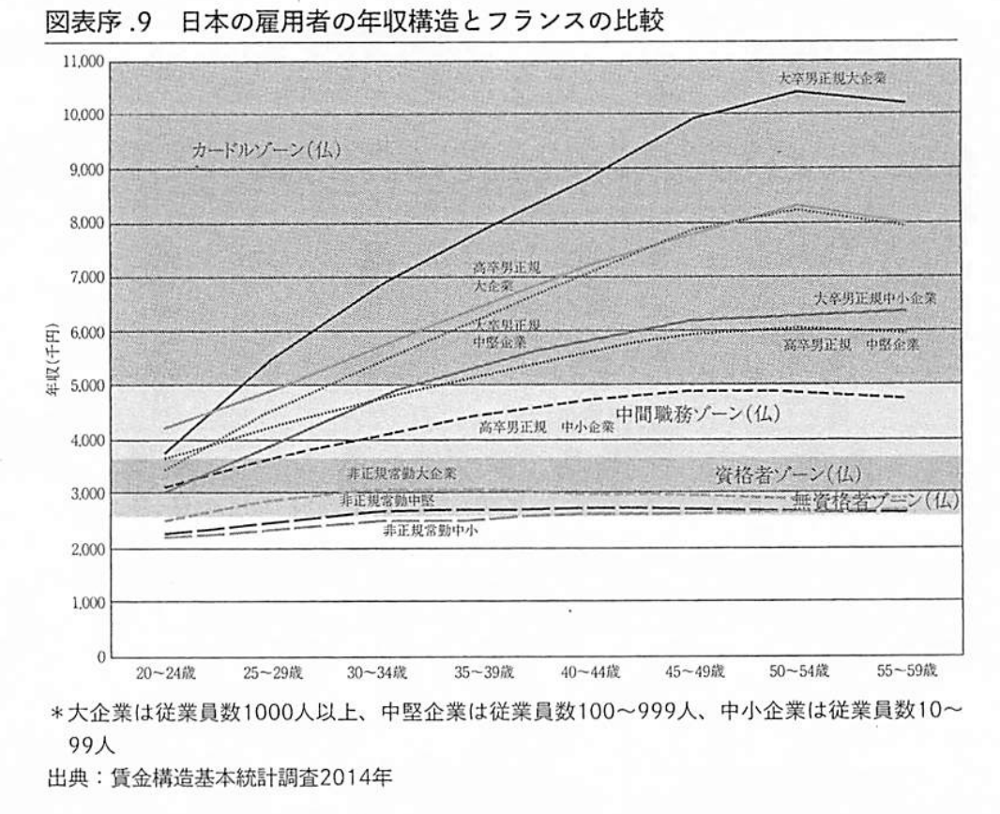 図表序.9　日本の雇用者の年収構造とフランスの比較
11,000
10,000
9,000
8,000
7,000
6,000
5,000
4,000
3,000
2,000
1,000
0
年収(千円)
大卒男正規大企業
カードルゾーン(仏)
高卒男正規
大企業
大卒男正規中小企業
大卒男正規
中堅企業
高卒男正規　中堅企業
中間職務ゾーン(仏)
高卒男正規　中小企業
非正規常勤大企業
資格者ゾーン(仏)
非正規常勤中堅
無資格者ゾーン(仏)
非正規常勤中小
20〜24歳
25〜29歳
30〜34歳
35〜39歳
40〜44歳
45〜49歳
50〜54歳
55〜59歳
＊大企業は従業員数1000人以上、中堅企業は従業員数100〜999人、中小企業は従業員数10〜
99人
出典：賃金構造基本統計調査2014年